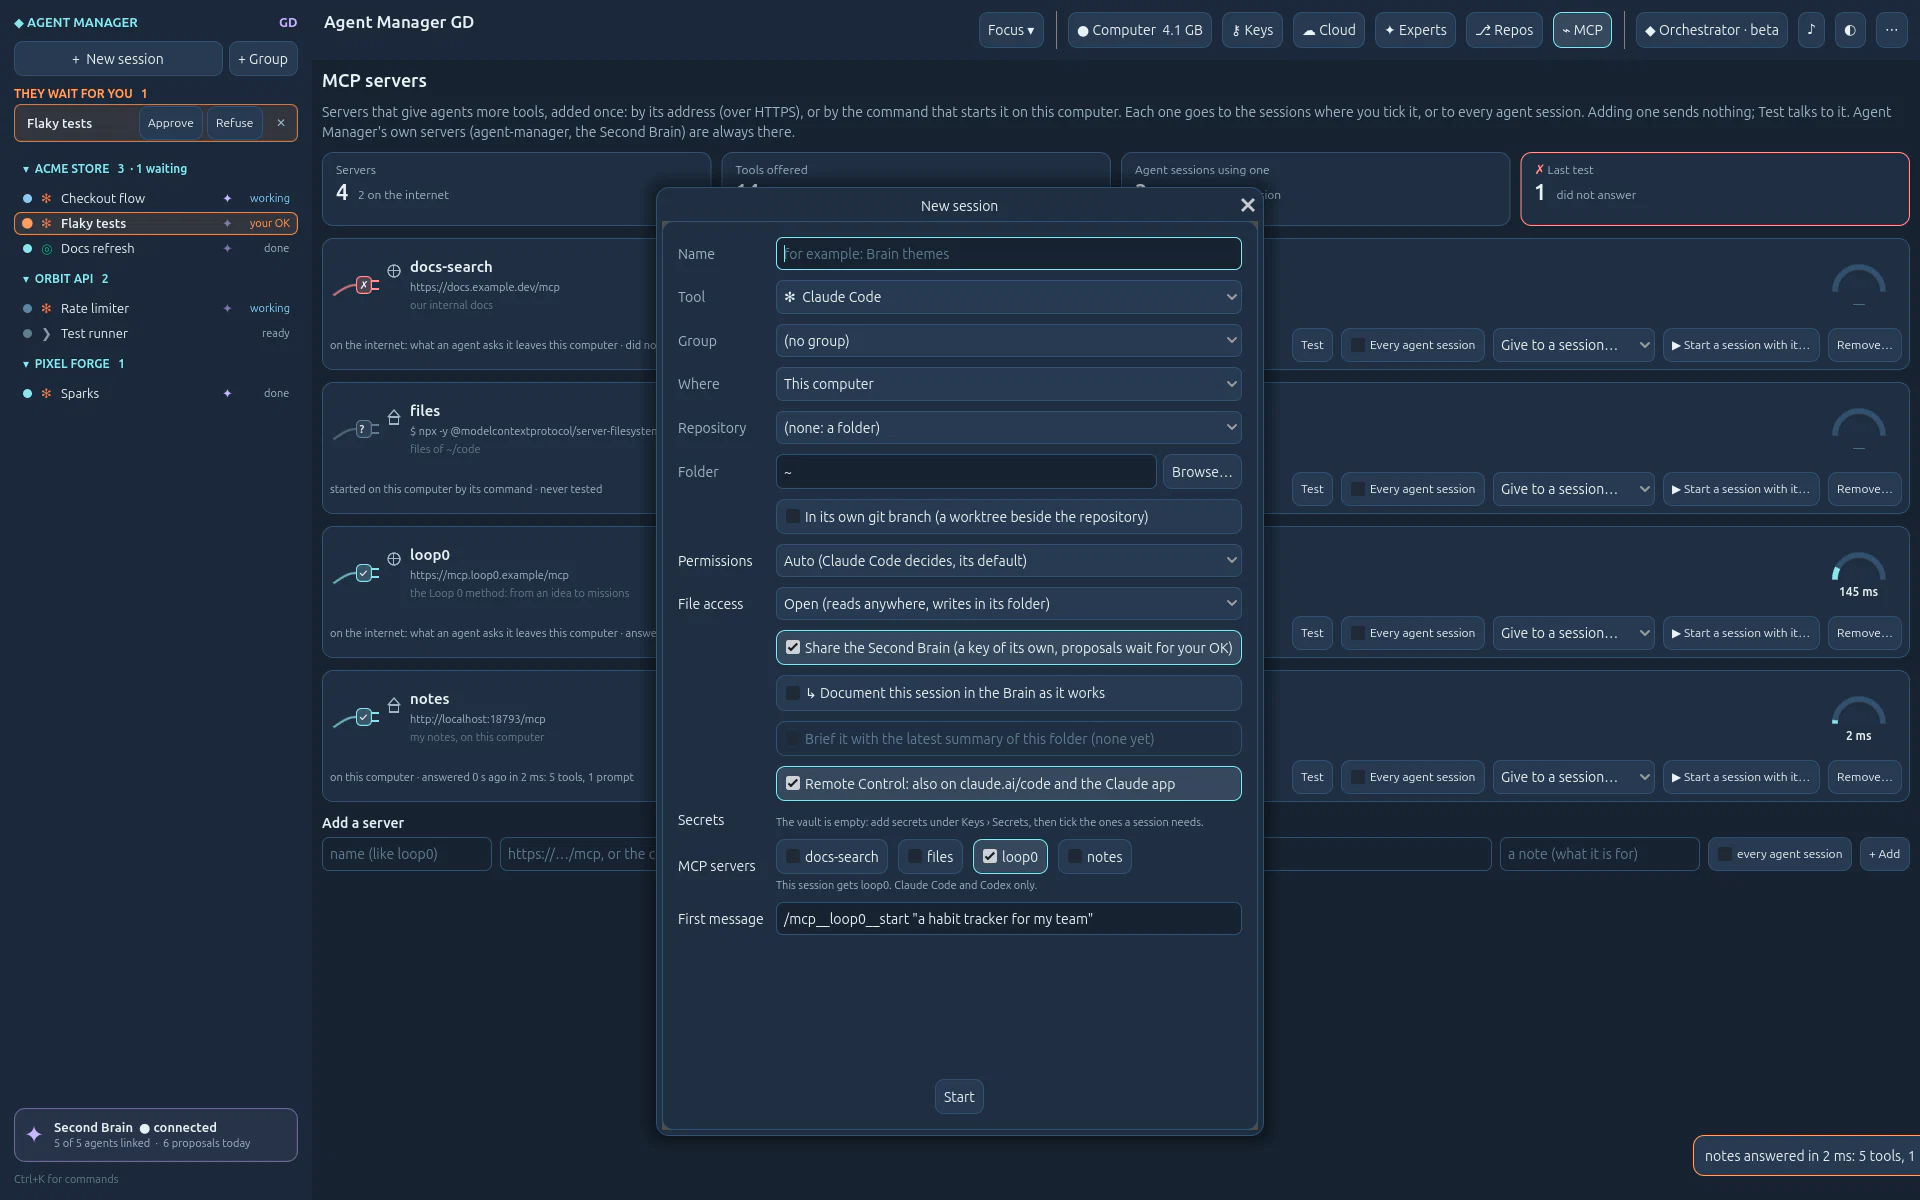 ◆ AGENT MANAGER GD
+ New session
+ Group
THEY WAIT FOR YOU 1
Flaky tests Approve Refuse ✕
▾ ACME STORE 3 · 1 waiting
✻ Checkout flow ✦ working
✻ Flaky tests ✦ your OK
◎ Docs refresh ✦ done
▾ ORBIT API 2
✻ Rate limiter ✦ working
❯ Test runner ready
▾ PIXEL FORGE 1
✻ Sparks ✦ done
✦ Second Brain ● connected
5 of 5 agents linked · 6 proposals today
Ctrl+K for commands
Agent Manager GD
Focus ▾
● Computer 4.1 GB
Keys
☁ Cloud
✦ Experts
⎇ Repos
⌁ MCP
◆ Orchestrator · beta
♪
◐
⋯
MCP servers
Servers that give agents more tools, added once: by its address (over HTTPS), or by the command that starts it on this computer. Each one goes to the sessions where you tick it, or to every agent session. Adding one sends nothing; Test talks to it. Agent
Manager's own servers (agent-manager, the Second Brain) are always there.
Servers
4 2 on the internet
Tools offered
Agent sessions using one
✗ Last test
1 did not answer
docs-search
https://docs.example.dev/mcp
our internal docs
on the internet: what an agent asks it leaves this computer · did no
—
Test Every agent session Give to a session… ▶ Start a session with it… Remove…
files
$ npx -y @modelcontextprotocol/server-filesystem
files of ~/code
started on this computer by its command · never tested
—
Test Every agent session Give to a session… ▶ Start a session with it… Remove…
loop0
https://mcp.loop0.example/mcp
the Loop 0 method: from an idea to missions
on the internet: what an agent asks it leaves this computer · answe
145 ms
Test Every agent session Give to a session… ▶ Start a session with it… Remove…
notes
http://localhost:18793/mcp
my notes, on this computer
on this computer · answered 0 s ago in 2 ms: 5 tools, 1 prompt
2 ms
Test Every agent session Give to a session… ▶ Start a session with it… Remove…
Add a server
name (like loop0) https://…/mcp, or the c a note (what it is for) every agent session + Add
New session ✕
Name for example: Brain themes
Tool ✻ Claude Code
Group (no group)
Where This computer
Repository (none: a folder)
Folder ~ Browse…
In its own git branch (a worktree beside the repository)
Permissions Auto (Claude Code decides, its default)
File access Open (reads anywhere, writes in its folder)
Share the Second Brain (a key of its own, proposals wait for your OK)
↳ Document this session in the Brain as it works
Brief it with the latest summary of this folder (none yet)
Remote Control: also on claude.ai/code and the Claude app
Secrets The vault is empty: add secrets under Keys › Secrets, then tick the ones a session needs.
MCP servers docs-search files loop0 notes
This session gets loop0. Claude Code and Codex only.
First message /mcp__loop0__start "a habit tracker for my team"
Start
notes answered in 2 ms: 5 tools, 1